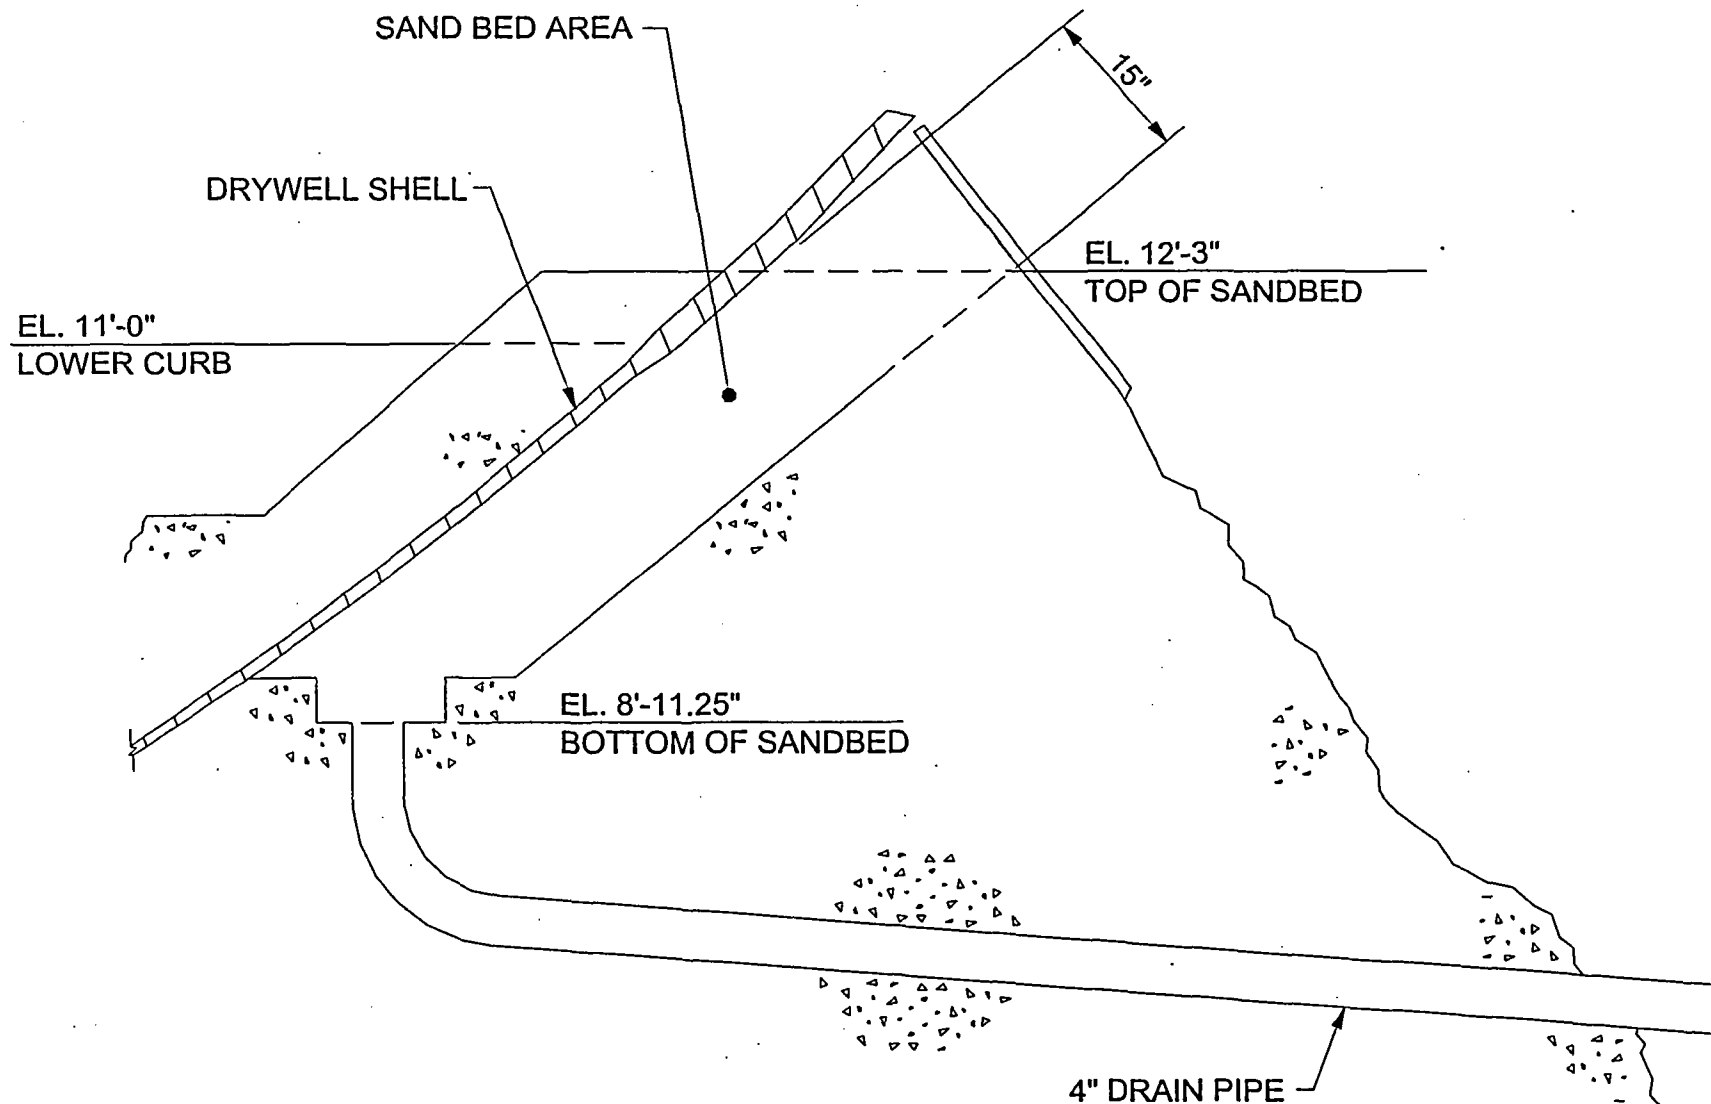 SAND BED AREA
15"
DRYWELL SHELL
EL. 12'-3"
TOP OF SANDBED
EL. 11'-0"
LOWER CURB
EL. 8'-11.25"
BOTTOM OF SANDBED
4" DRAIN PIPE